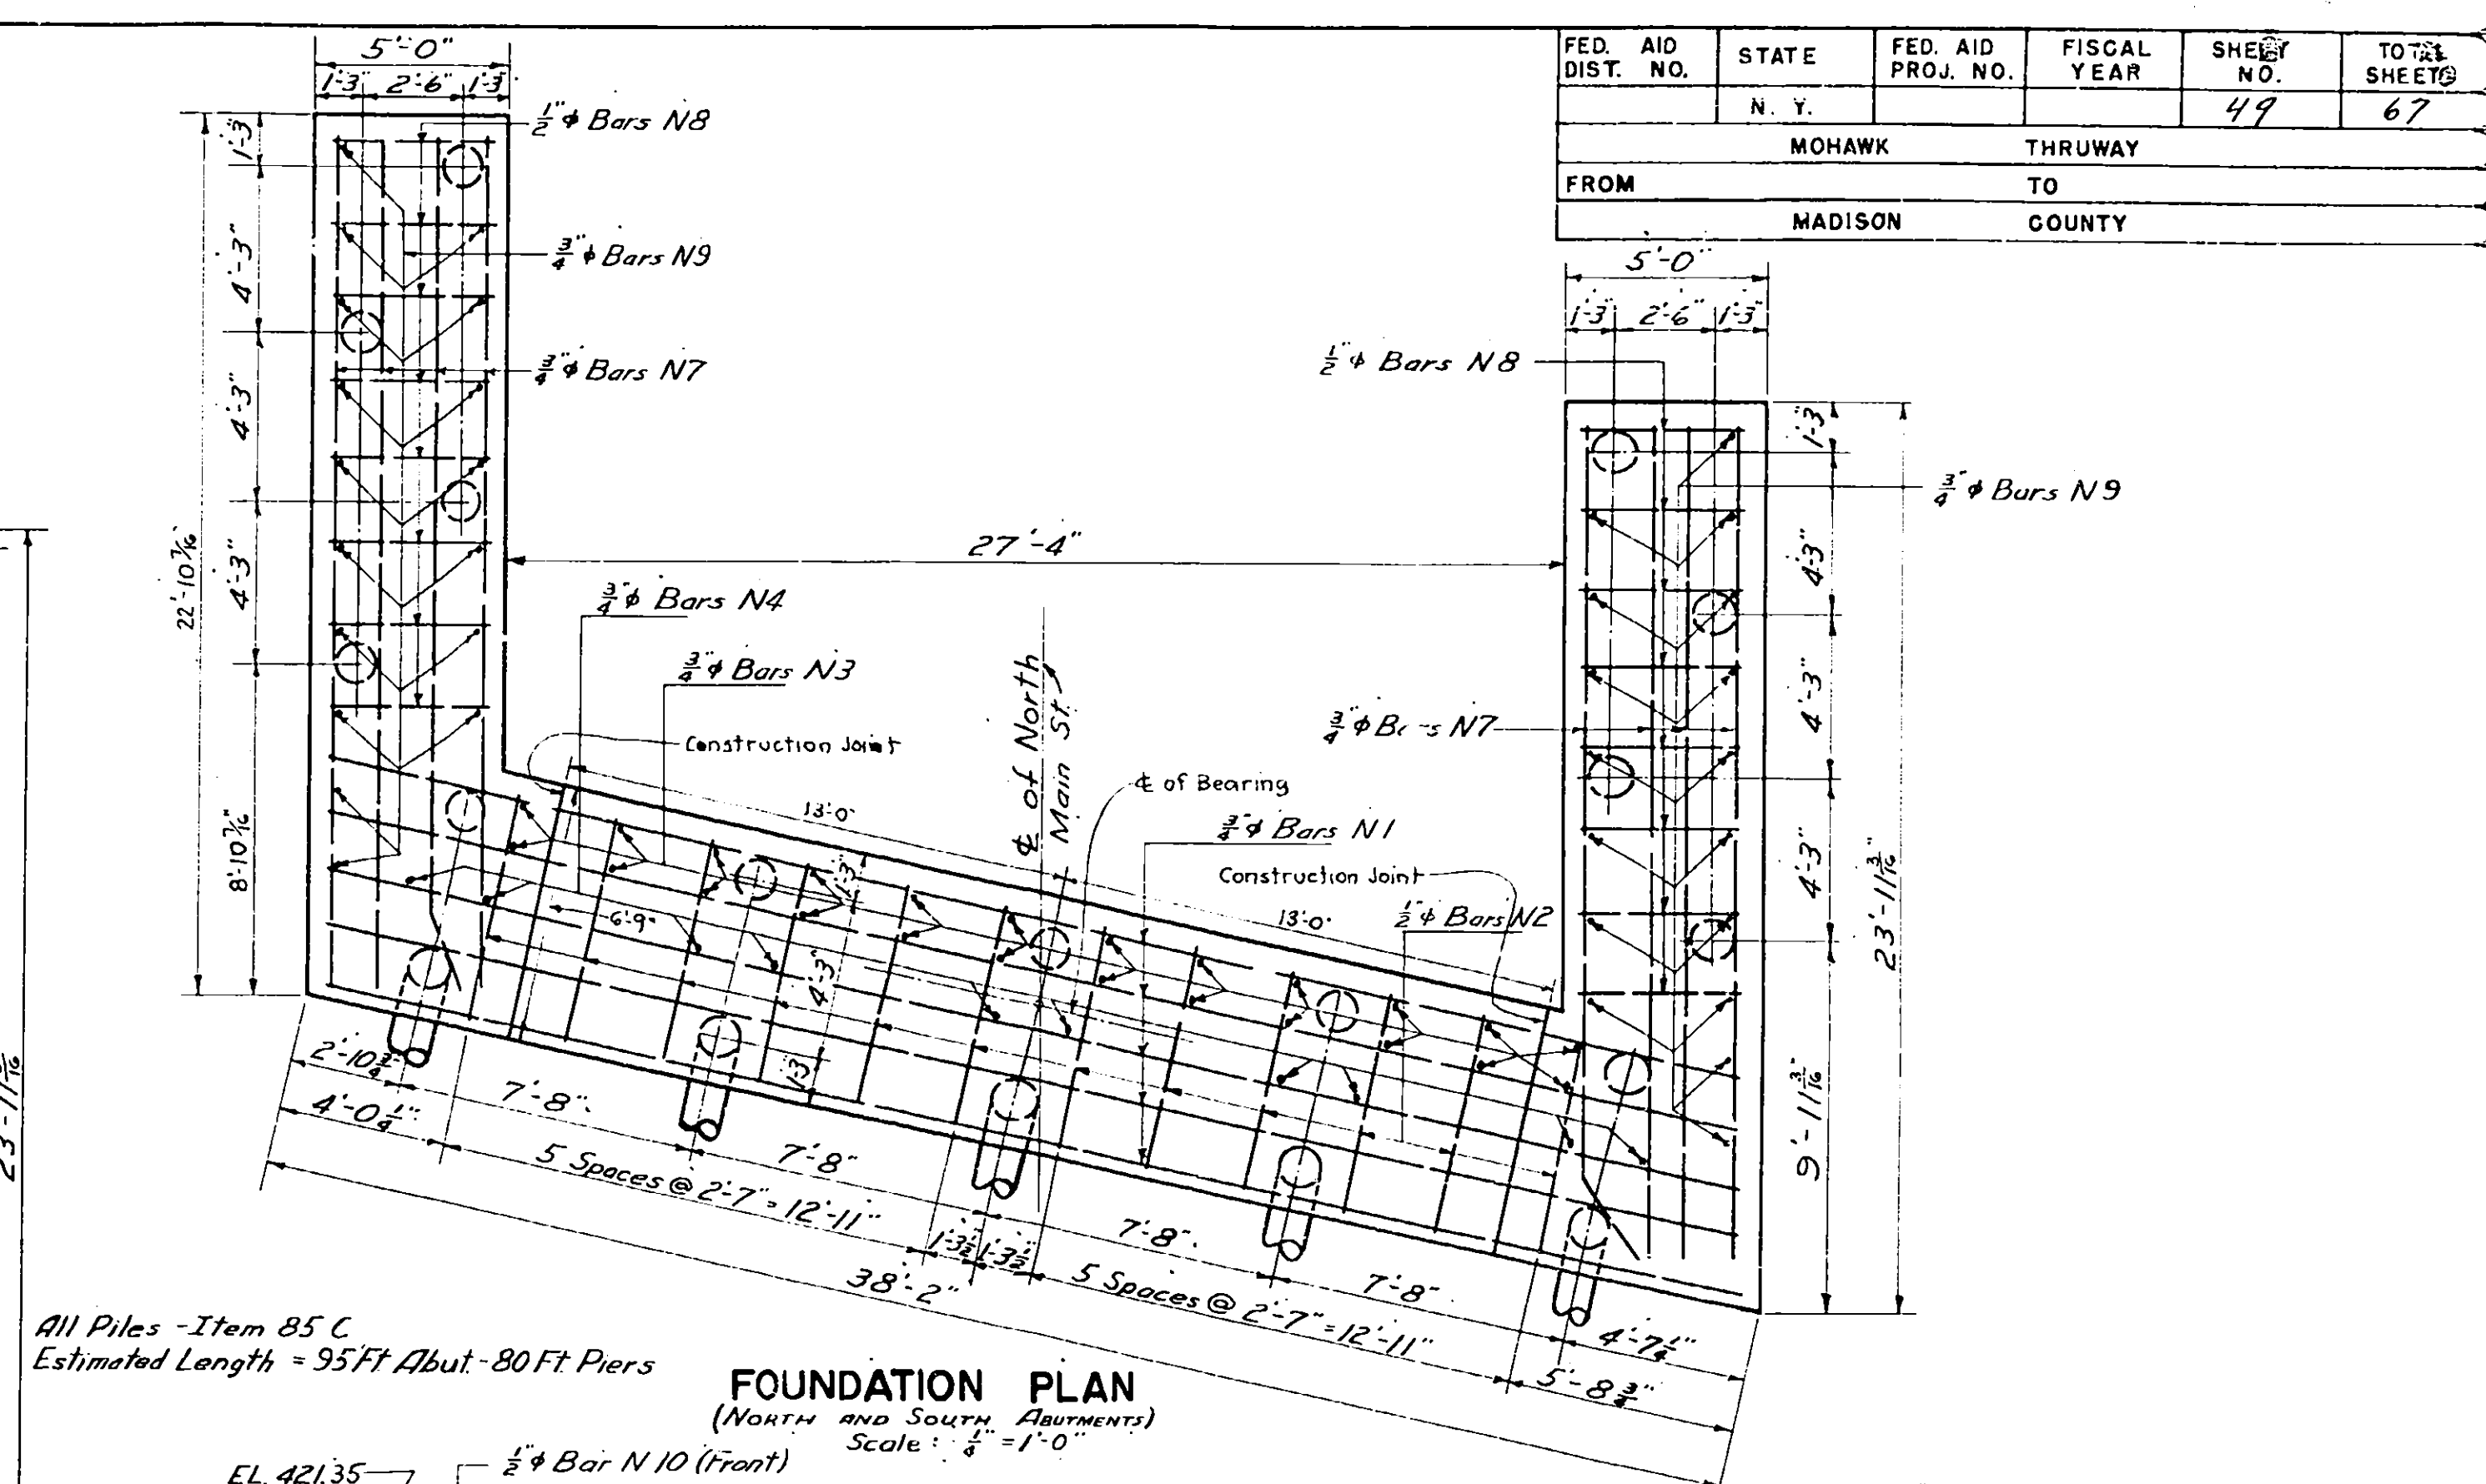 FED. AID DIST. NO.
STATE
FED. AID PROJ. NO.
FISCAL YEAR
SHEET NO.
TOTAL SHEETS
N. Y.
49
67
MOHAWK THRUWAY
FROM TO
MADISON COUNTY
5'-0"
1'-3" 2'-6" 1'-3"
1/2" ϕ Bars N8
1'-3"
3/4" ϕ Bars N9
4'-3"
3/4" ϕ Bars N7
4'-3"
4'-3"
22'-10 7/16"
8'-10 7/16"
27'-4"
5'-0"
1'-3" 2'-6" 1'-3"
1/2" ϕ Bars N8
1'-3"
3/4" ϕ Bars N9
4'-3"
4'-3"
4'-3"
3/4" ϕ Bars N7
23'-11 3/16"
9'-11 3/16"
3/4" ϕ Bars N4
3/4" ϕ Bars N3
Construction Joint
℄ of North
Main St.
℄ of Bearing
13'-0"
3/4" ϕ Bars N1
Construction Joint
1/2" ϕ Bars N2
13'-0"
1'-3"
6'-9"
4'-3"
1'-3"
2'-10 3/4"
7'-8"
7'-8"
7'-8"
7'-8"
4'-7 1/4"
4'-0 1/4"
5 Spaces @ 2'-7" = 12'-11"
1'-3 1/2" 1'-3 1/2"
5 Spaces @ 2'-7" = 12'-11"
5'-8 3/4"
38'-2"
All Piles - Item 85 C
Estimated Length = 95 Ft Abut. - 80 Ft. Piers
FOUNDATION PLAN
(NORTH AND SOUTH ABUTMENTS)
Scale: 1/4" = 1'-0"
EL. 421.35
1/2" ϕ Bar N 10 (Front)